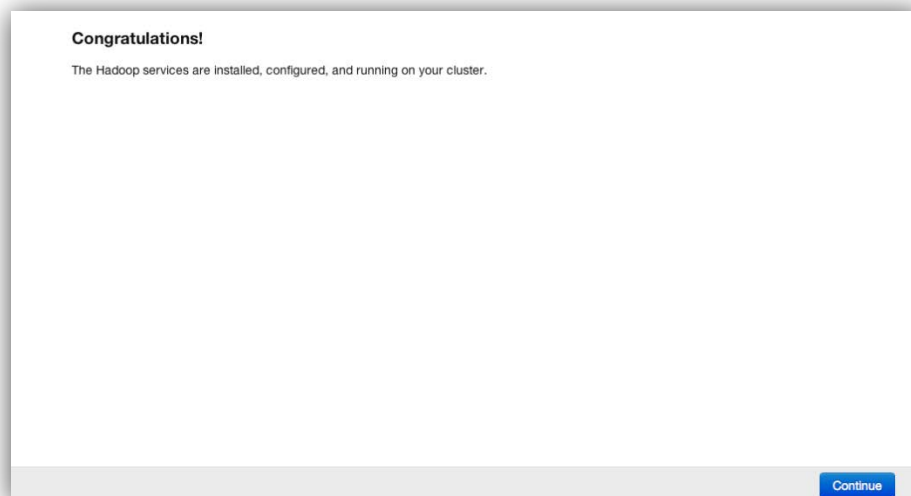 Congratulations!
The Hadoop services are installed, configured, and running on your cluster.
Continue